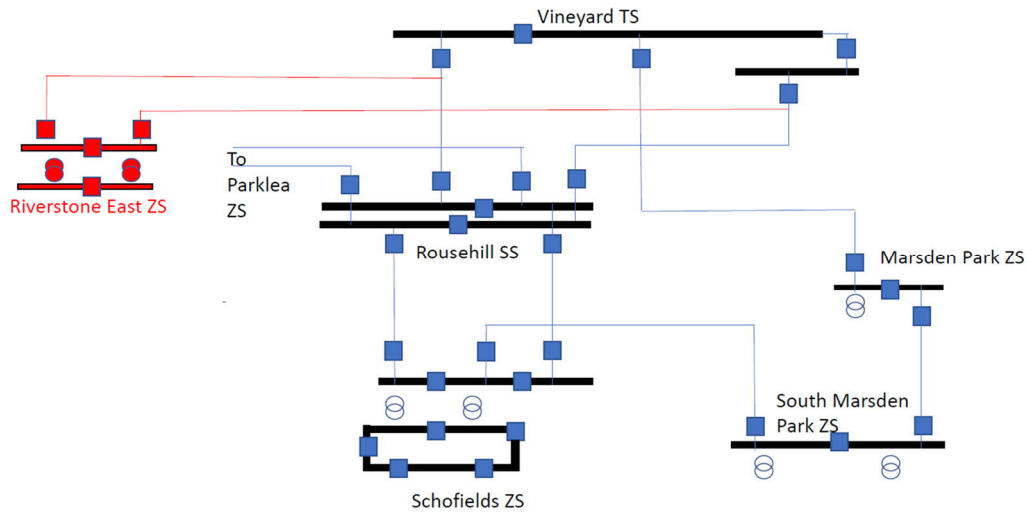 Vineyard TS
To
Parklea
ZS
Riverstone East ZS
Rousehill SS
Marsden Park ZS
South Marsden
Park ZS
Schofields ZS